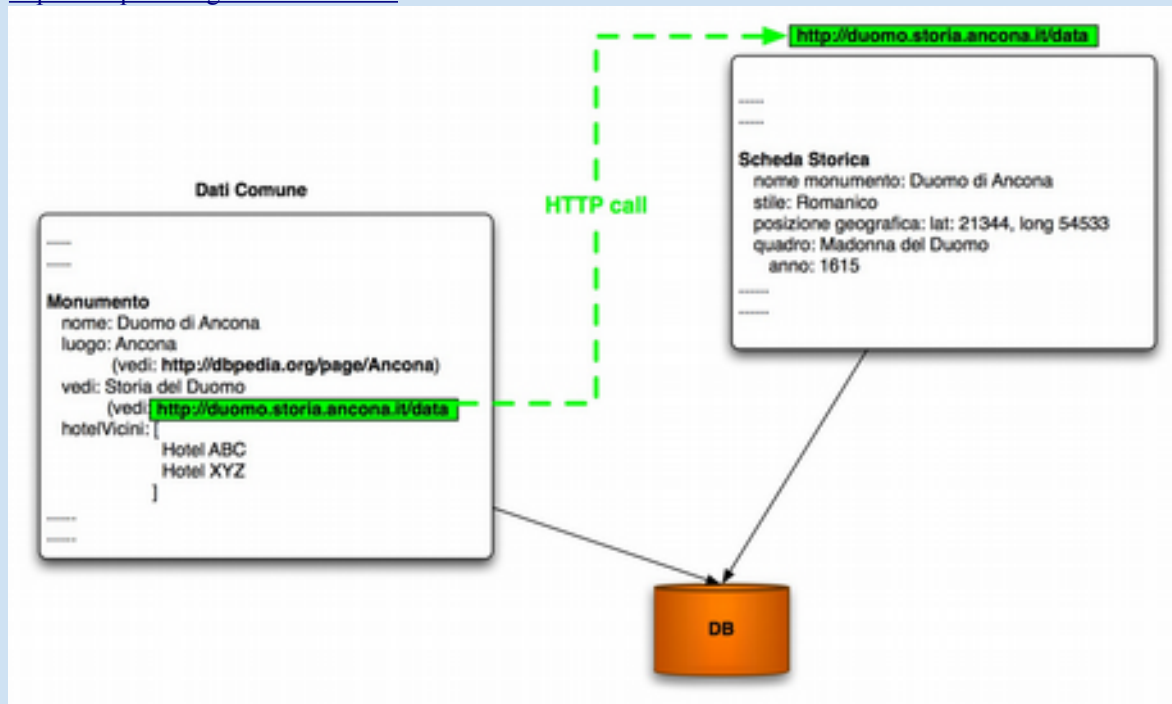 http://duomo.storia.ancona.it/data
.....
.....
Scheda Storica
nome monumento: Duomo di Ancona
stile: Romanico
posizione geografica: lat: 21344, long 54533
quadro: Madonna del Duomo
anno: 1615
......
......
Dati Comune
.....
.....
Monumento
nome: Duomo di Ancona
luogo: Ancona
(vedi: http://dbpedia.org/page/Ancona)
vedi: Storia del Duomo
(vedi: http://duomo.storia.ancona.it/data
hotelVicini: [
Hotel ABC
Hotel XYZ
]
......
......
HTTP call
DB